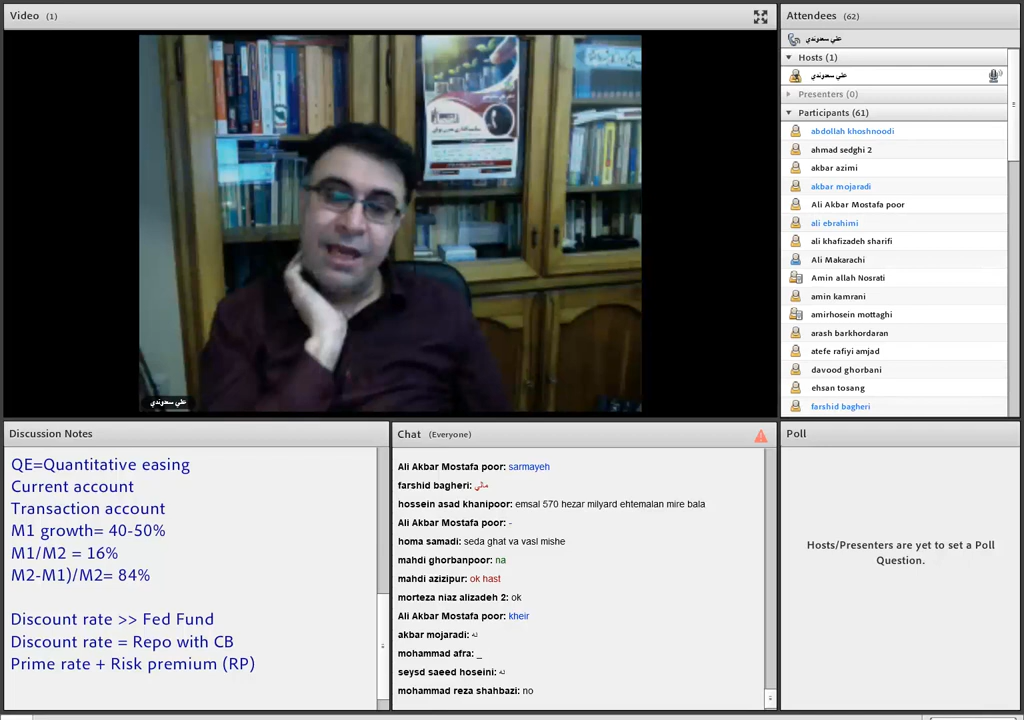 Video (1)
علي سعدوندي
Attendees (62)
علي سعدوندي
Hosts (1)
علي سعدوندي
Presenters (0)
Participants (61)
abdollah khoshnoodi
ahmad sedghi 2
akbar azimi
akbar mojaradi
Ali Akbar Mostafa poor
ali ebrahimi
ali khafizadeh sharifi
Ali Makarachi
Amin allah Nosrati
amin kamrani
amirhosein mottaghi
arash barkhordaran
atefe rafiyi amjad
davood ghorbani
ehsan tosang
farshid bagheri
Discussion Notes
QE=Quantitative easing
Current account
Transaction account
M1 growth= 40-50%
M1/M2 = 16%
M2-M1)/M2= 84%
Discount rate >> Fed Fund
Discount rate = Repo with CB
Prime rate + Risk premium (RP)
Chat (Everyone)
Ali Akbar Mostafa poor: sarmayeh
farshid bagheri: مالي
hossein asad khanipoor: emsal 570 hezar milyard ehtemalan mire bala
Ali Akbar Mostafa poor: -
homa samadi: seda ghat va vasl mishe
mahdi ghorbanpoor: na
mahdi azizipur: ok hast
morteza niaz alizadeh 2: ok
Ali Akbar Mostafa poor: kheir
akbar mojaradi: نه
mohammad afra: _
seysd saeed hoseini: نه
mohammad reza shahbazi: no
Poll
Hosts/Presenters are yet to set a Poll
Question.